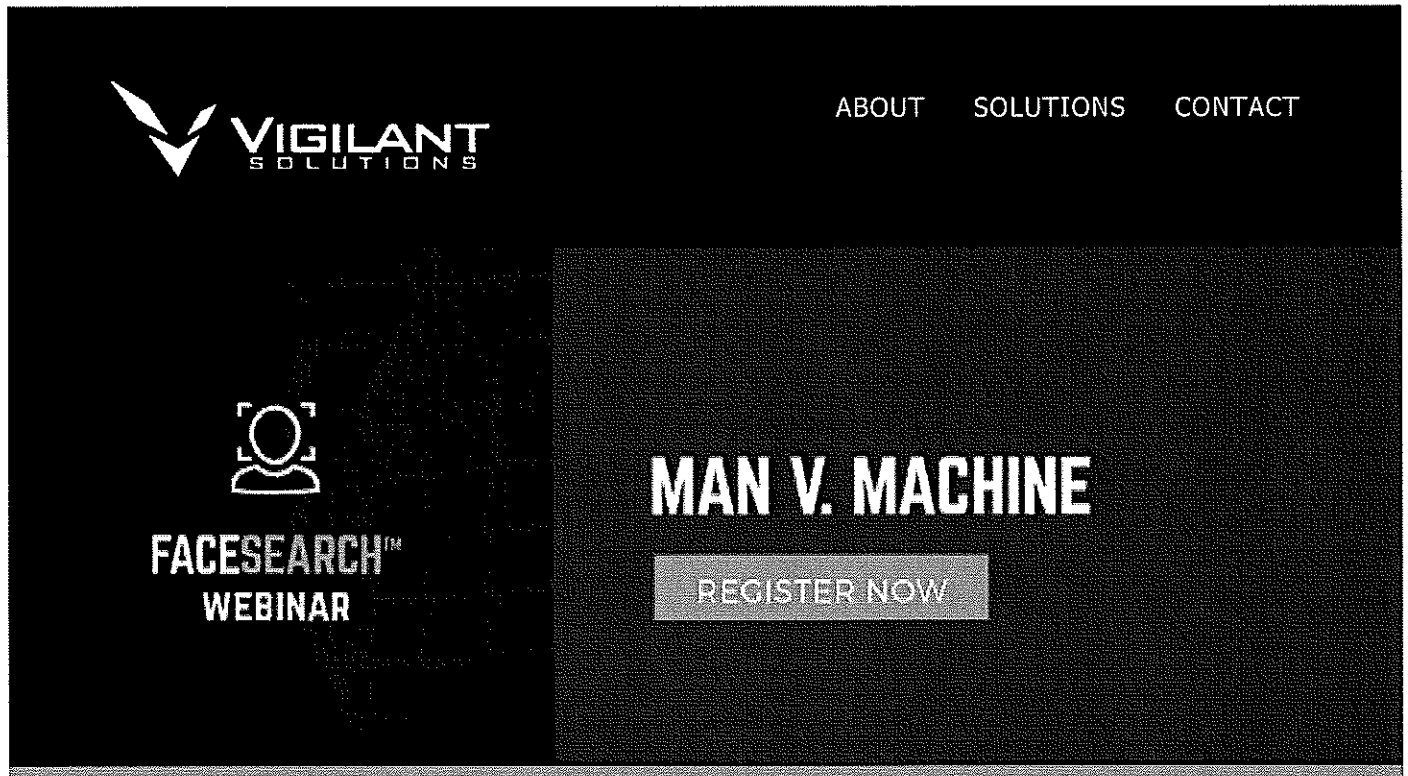 VIGILANT
SOLUTIONS
ABOUT SOLUTIONS CONTACT
FACESEARCH™
WEBINAR
MAN V. MACHINE
REGISTER NOW